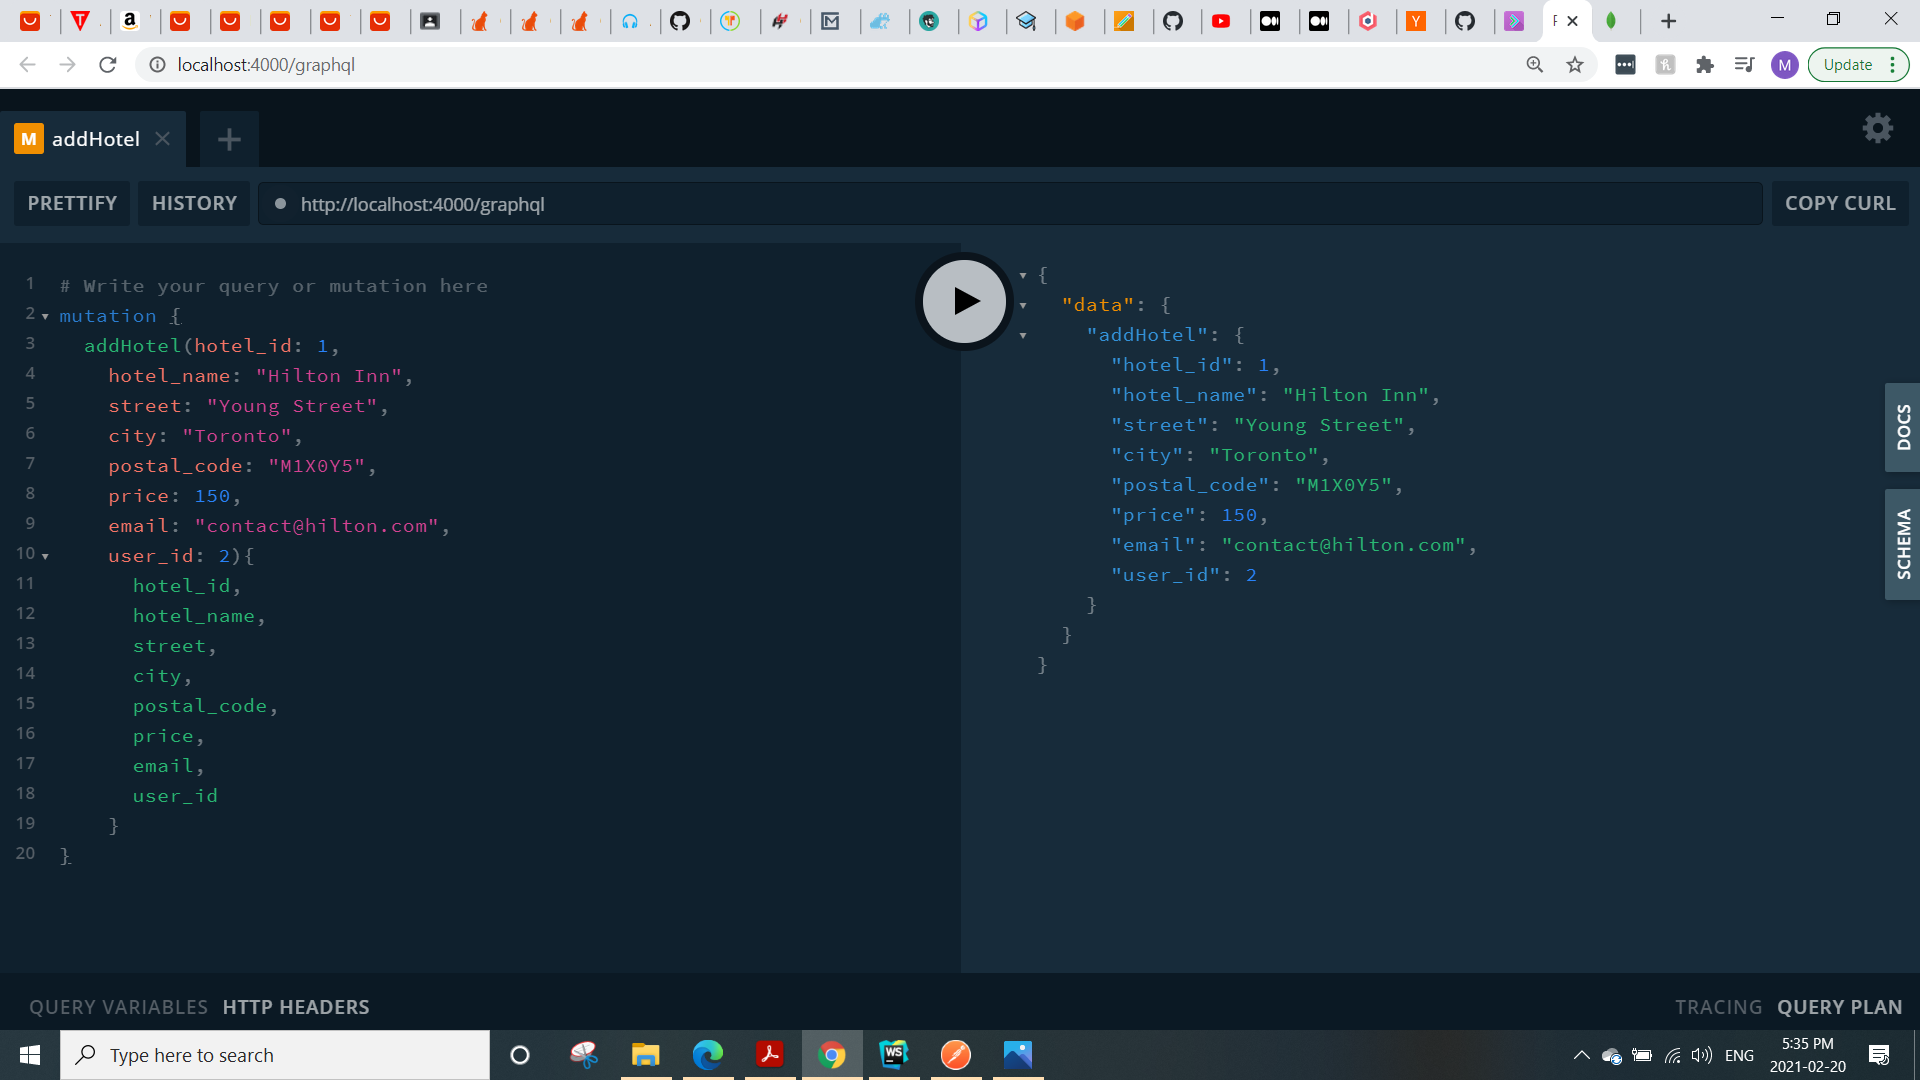 localhost:4000/graphql
M
Update
M addHotel
PRETTIFY
HISTORY
http://localhost:4000/graphql
COPY CURL
1 # Write your query or mutation here
2 mutation {
3 addHotel(hotel_id: 1,
4 hotel_name: "Hilton Inn",
5 street: "Young Street",
6 city: "Toronto",
7 postal_code: "M1X0Y5",
8 price: 150,
9 email: "contact@hilton.com",
10 user_id: 2){
11 hotel_id,
12 hotel_name,
13 street,
14 city,
15 postal_code,
16 price,
17 email,
18 user_id
19 }
20 }
{
"data": {
"addHotel": {
"hotel_id": 1,
"hotel_name": "Hilton Inn",
"street": "Young Street",
"city": "Toronto",
"postal_code": "M1X0Y5",
"price": 150,
"email": "contact@hilton.com",
"user_id": 2
}
}
}
DOCS
SCHEMA
QUERY VARIABLES HTTP HEADERS
TRACING QUERY PLAN
Type here to search
WS
ENG
5:35 PM
2021-02-20